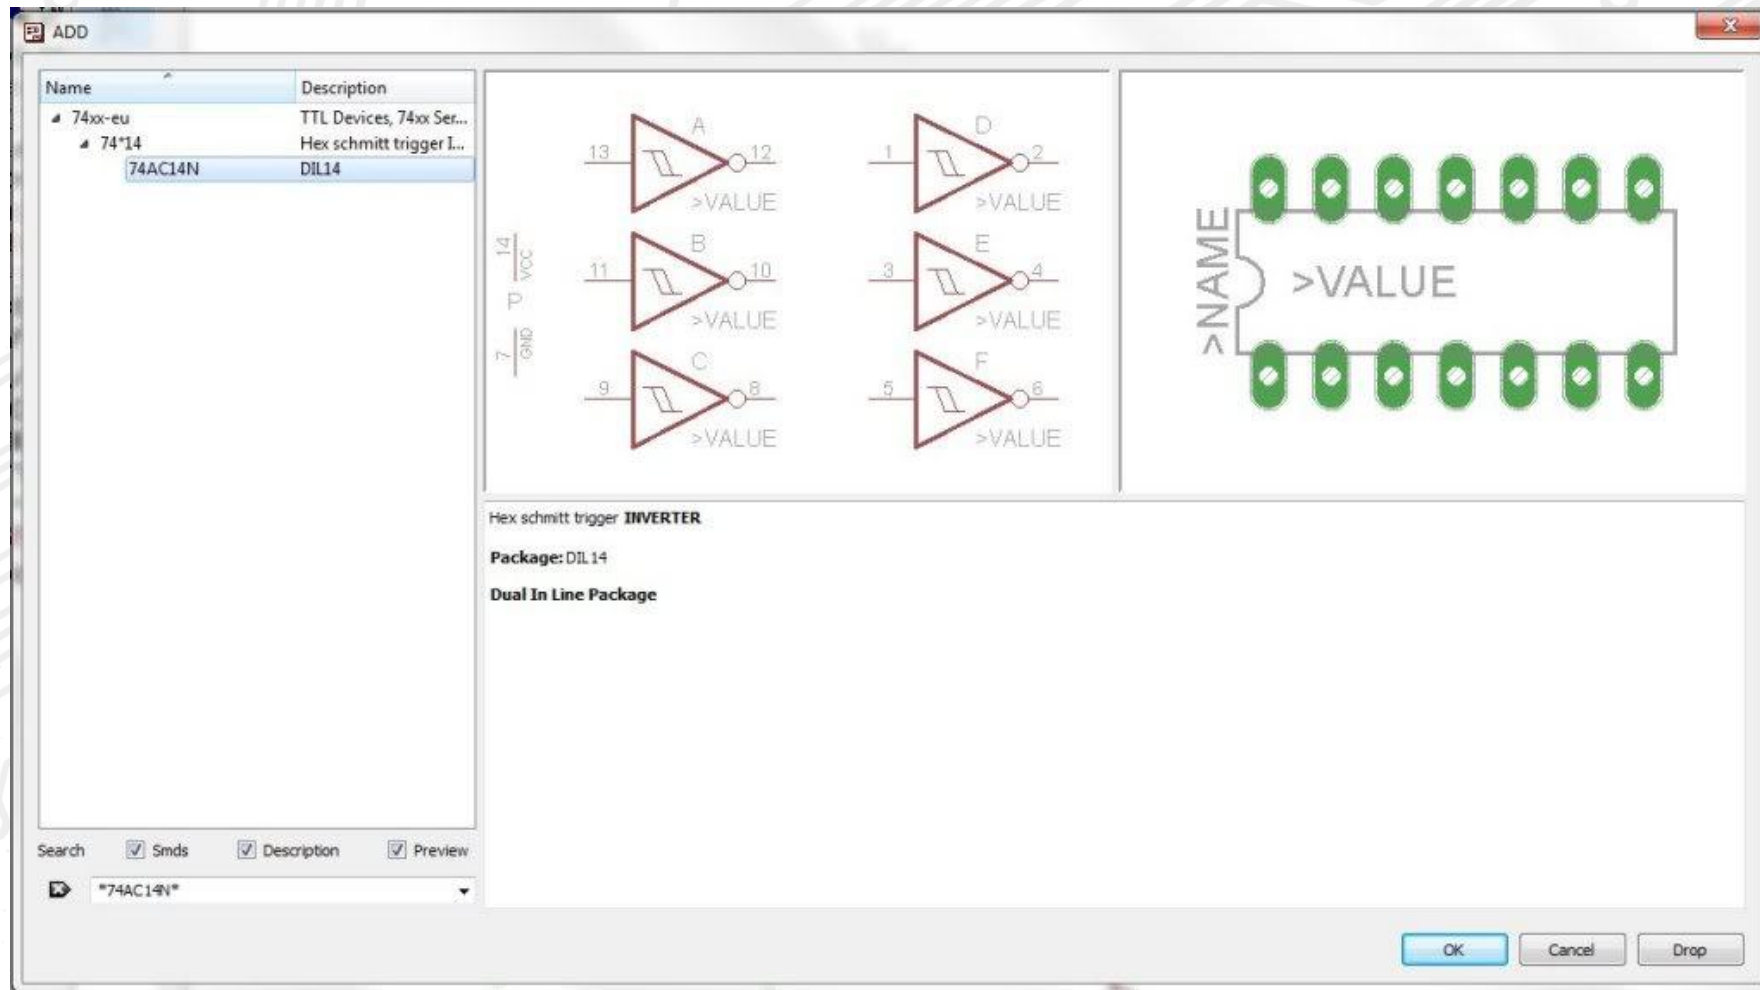 ADD
Name Description
74xx-eu TTL Devices, 74xx Ser...
74*14 Hex schmitt trigger I...
74AC14N DIL14
Search Smds Description Preview
*74AC14N*
14 VCC
P
7 GND
13 A 12
>VALUE
11 B 10
>VALUE
9 C 8
>VALUE
1 D 2
>VALUE
3 E 4
>VALUE
5 F 6
>VALUE
>NAME
>VALUE
Hex schmitt trigger INVERTER
Package: DIL14
Dual In Line Package
OK Cancel Drop